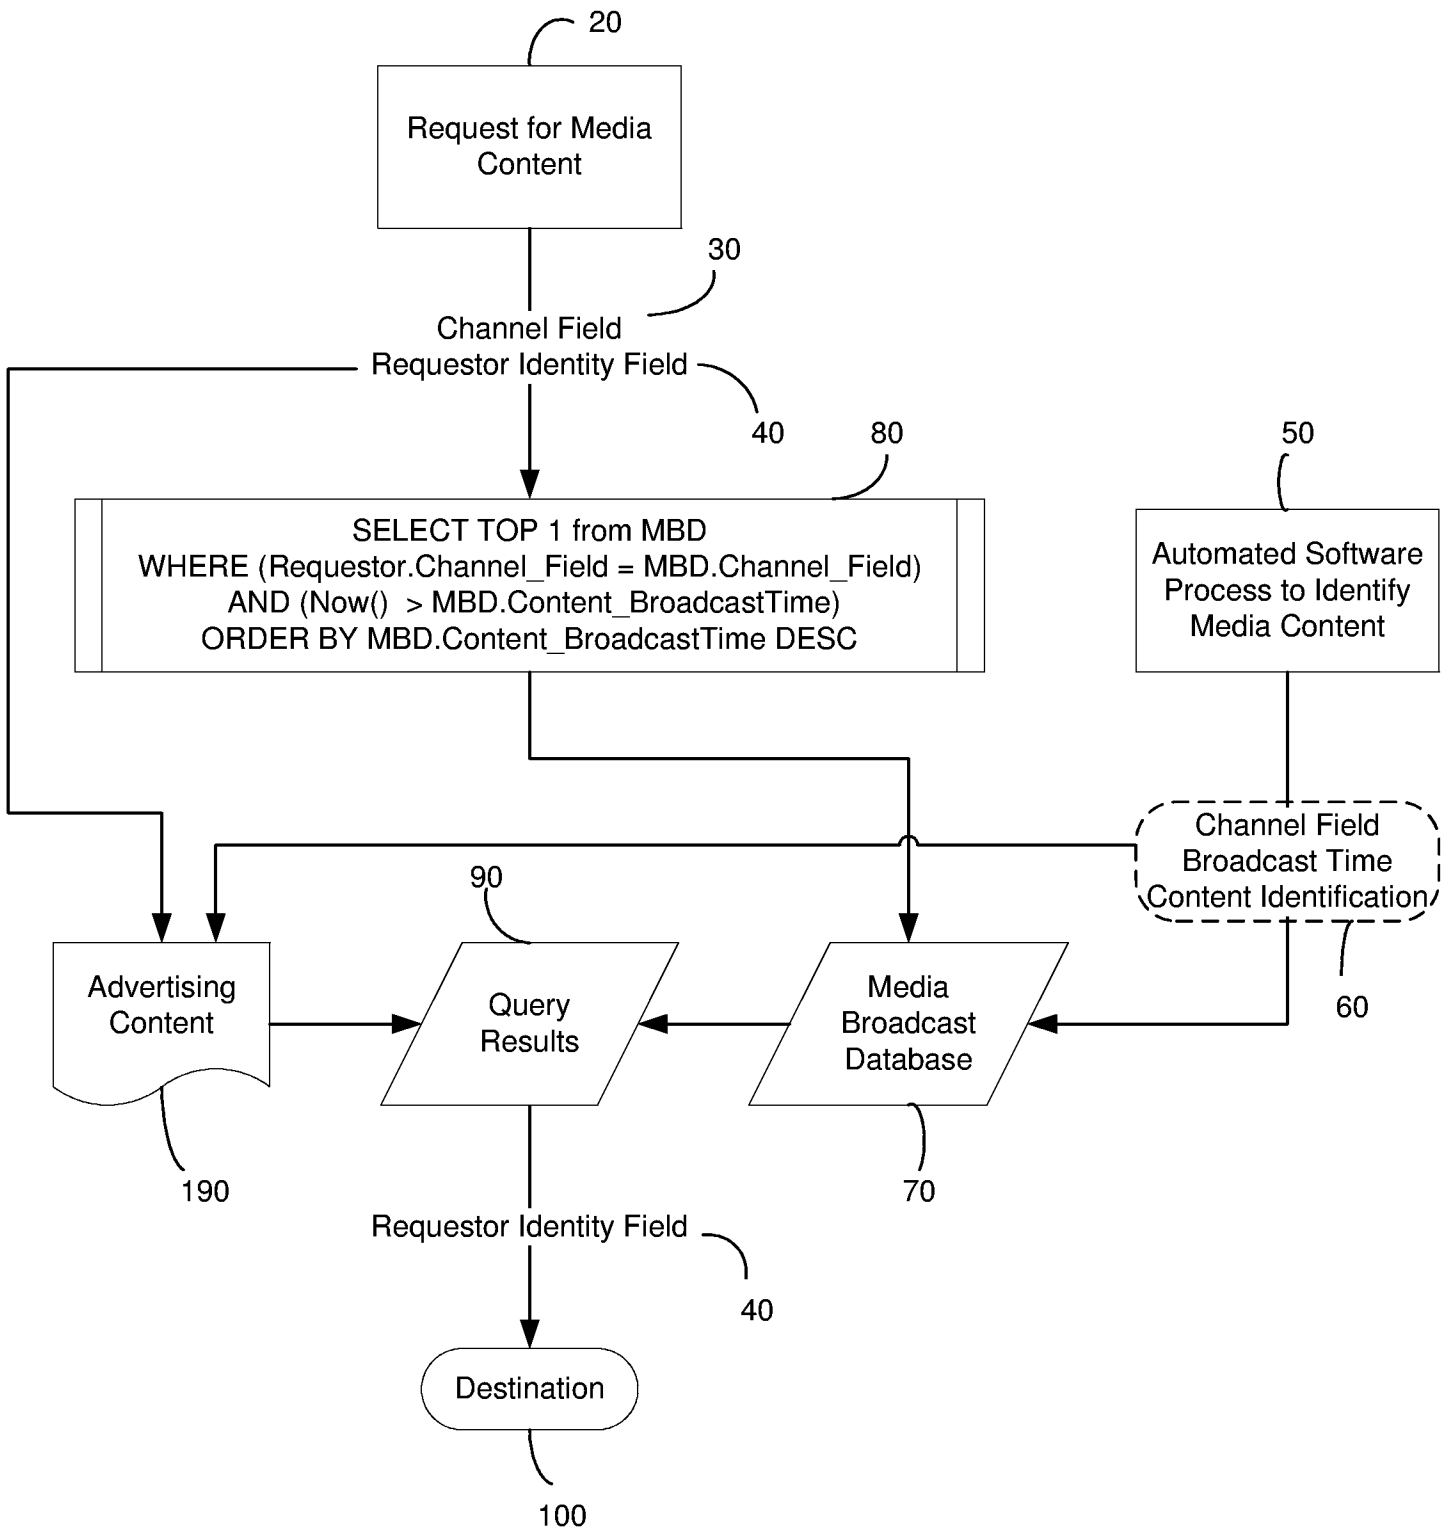 20
Request for Media
Content
30
Channel Field
Requestor Identity Field
40
80
50
SELECT TOP 1 from MBD
WHERE (Requestor.Channel_Field = MBD.Channel_Field)
AND (Now()  > MBD.Content_BroadcastTime)
ORDER BY MBD.Content_BroadcastTime DESC
Automated Software
Process to Identify
Media Content
Channel Field
Broadcast Time
Content Identification
60
90
Advertising
Content
Query
Results
Media
Broadcast
Database
190
70
Requestor Identity Field
40
Destination
100